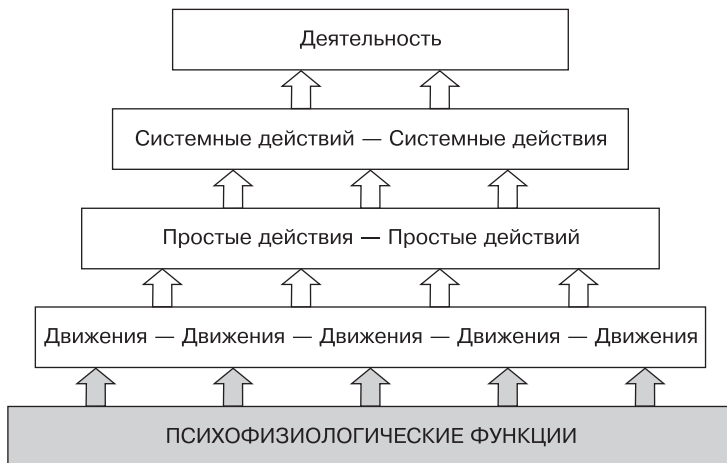 Деятельность
Системные действий — Системные действия
Простые действия — Простые действий
Движения — Движения — Движения — Движения — Движения
ПСИХОФИЗИОЛОГИЧЕСКИЕ ФУНКЦИИ